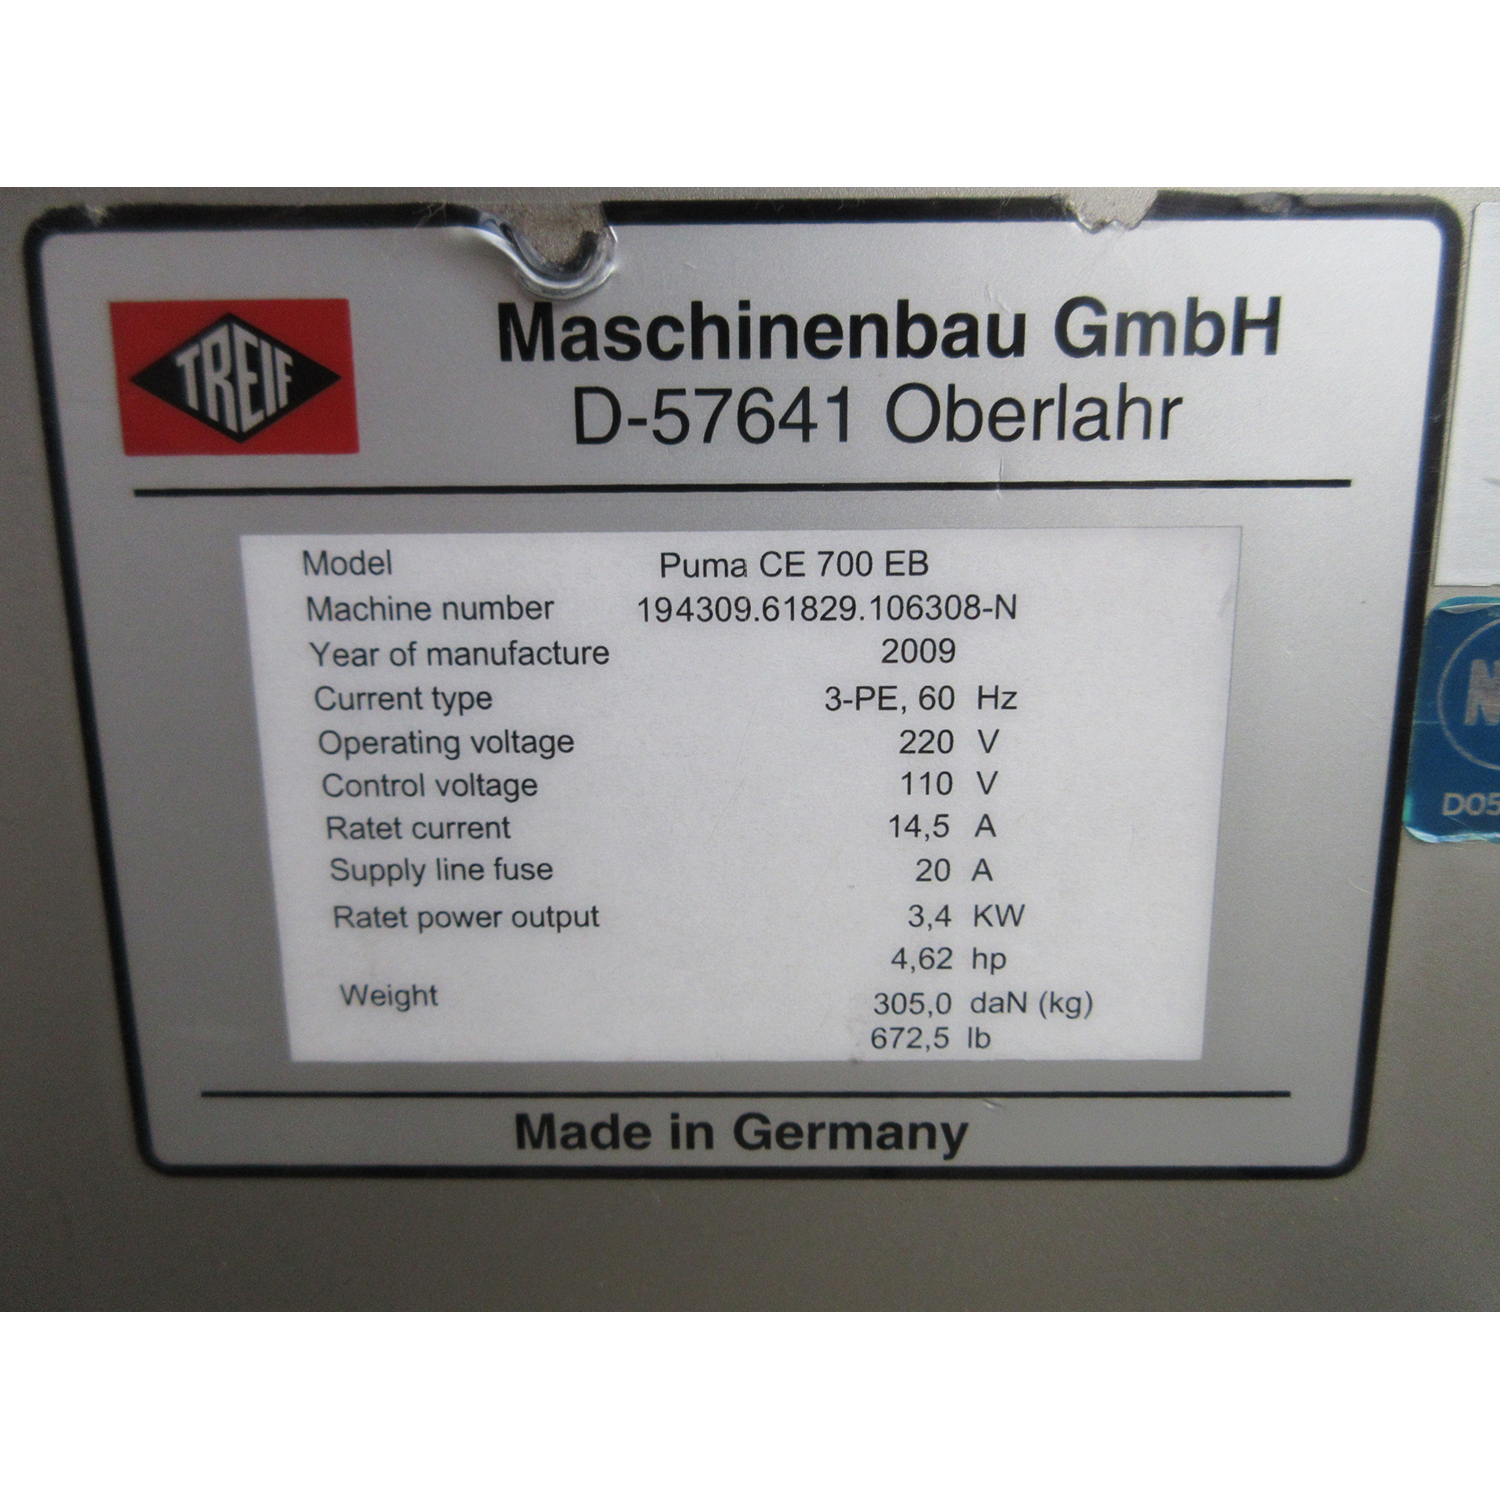 TREIF
Maschinenbau GmbH
D-57641 Oberlahr
Model Puma CE 700 EB
Machine number 194309.61829.106308-N
Year of manufacture 2009
Current type 3-PE, 60 Hz
Operating voltage 220 V
Control voltage 110 V
Ratet current 14,5 A
Supply line fuse 20 A
Ratet power output 3,4 KW
4,62 hp
Weight 305,0 daN (kg)
672,5 lb
Made in Germany